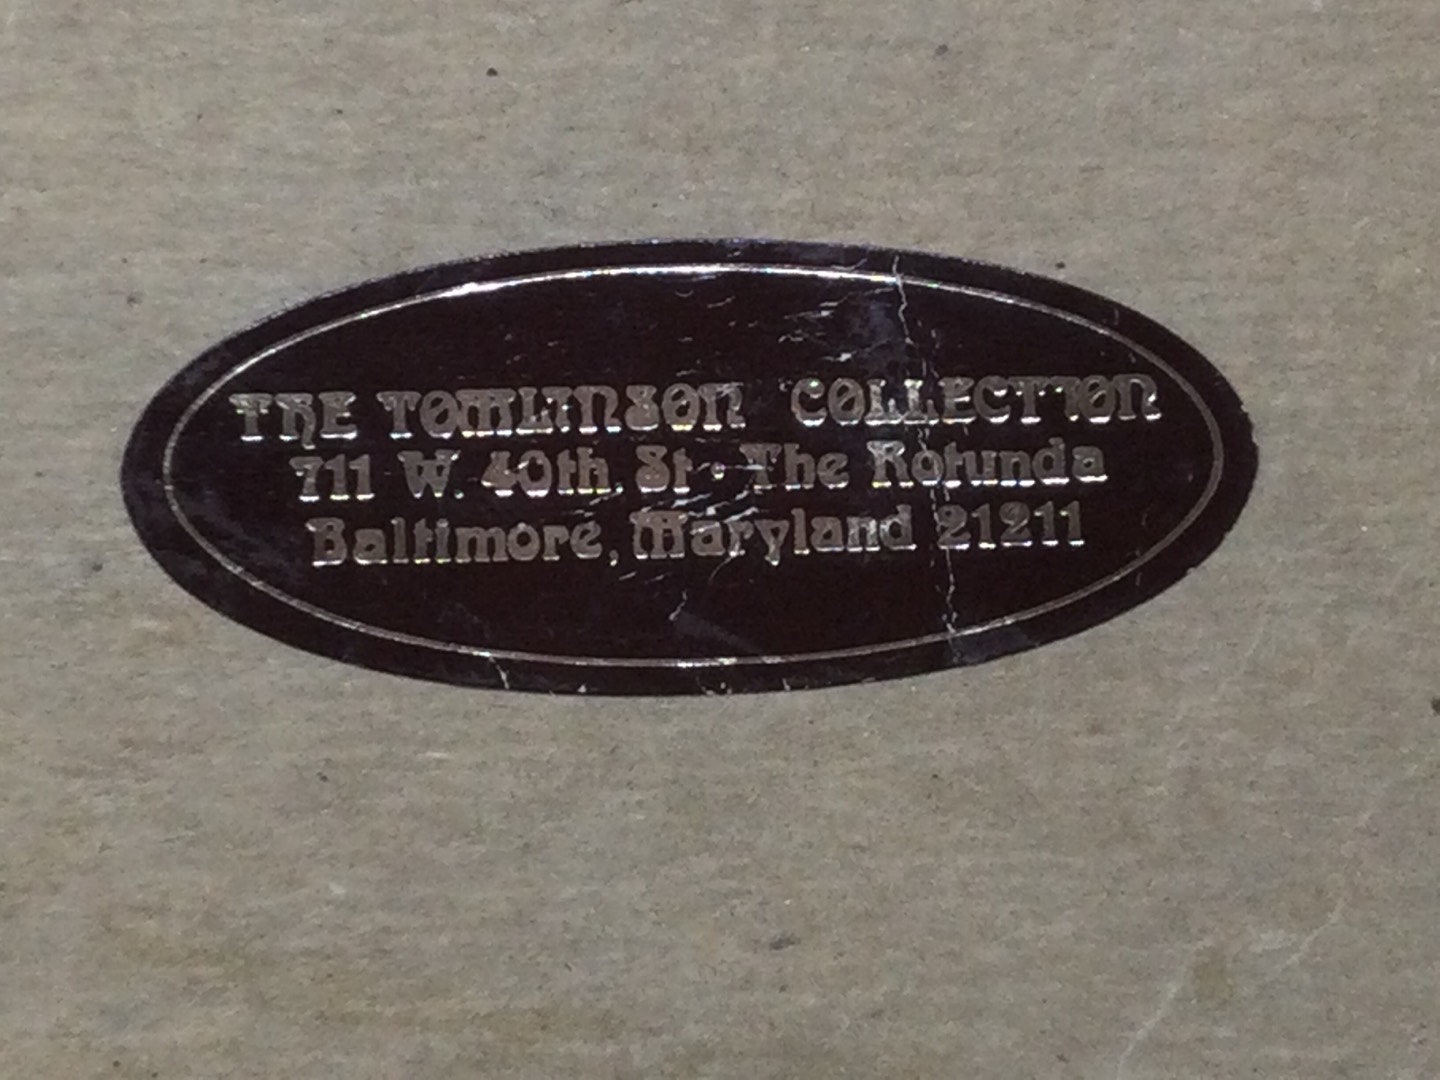 THE TOMLINSON COLLECTION
711 W. 40th St • The Rotunda
Baltimore, Maryland 21211